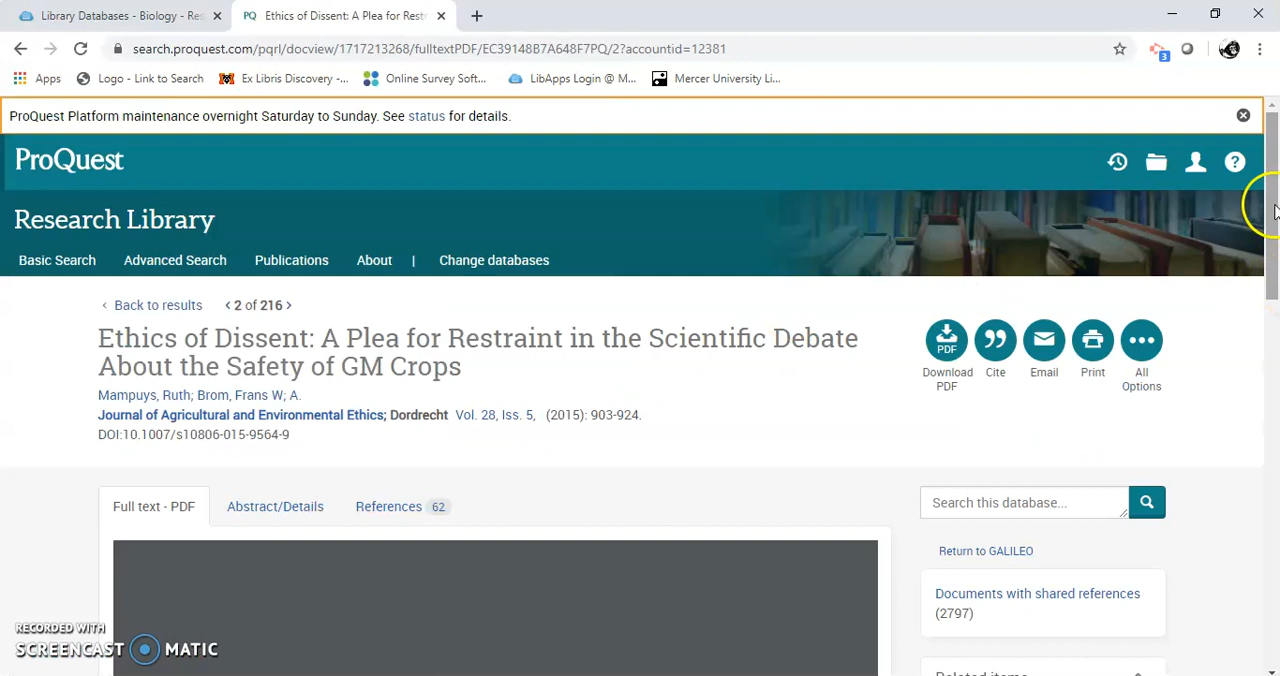 Library Databases - Biology - Res
PQ Ethics of Dissent: A Plea for Rest
search.proquest.com/pqrl/docview/1717213268/fulltextPDF/EC39148B7A648F7PQ/2?accountid=12381
3
Apps Logo - Link to Search Ex Libris Discovery -... Online Survey Soft... LibApps Login @ M... Mercer University Li...
ProQuest Platform maintenance overnight Saturday to Sunday. See status for details.
ProQuest
Research Library
Basic Search Advanced Search Publications About | Change databases
‹ Back to results < 2 of 216 >
Ethics of Dissent: A Plea for Restraint in the Scientific Debate
About the Safety of GM Crops
Mampuys, Ruth; Brom, Frans W; A.
Journal of Agricultural and Environmental Ethics; Dordrecht Vol. 28, Iss. 5, (2015): 903-924.
DOI:10.1007/s10806-015-9564-9
PDF
Download PDF
Cite
Email
Print
All Options
Full text - PDF Abstract/Details References 62
Search this database...
Return to GALILEO
Documents with shared references
(2797)
Related items
RECORDED WITH
SCREENCAST MATIC